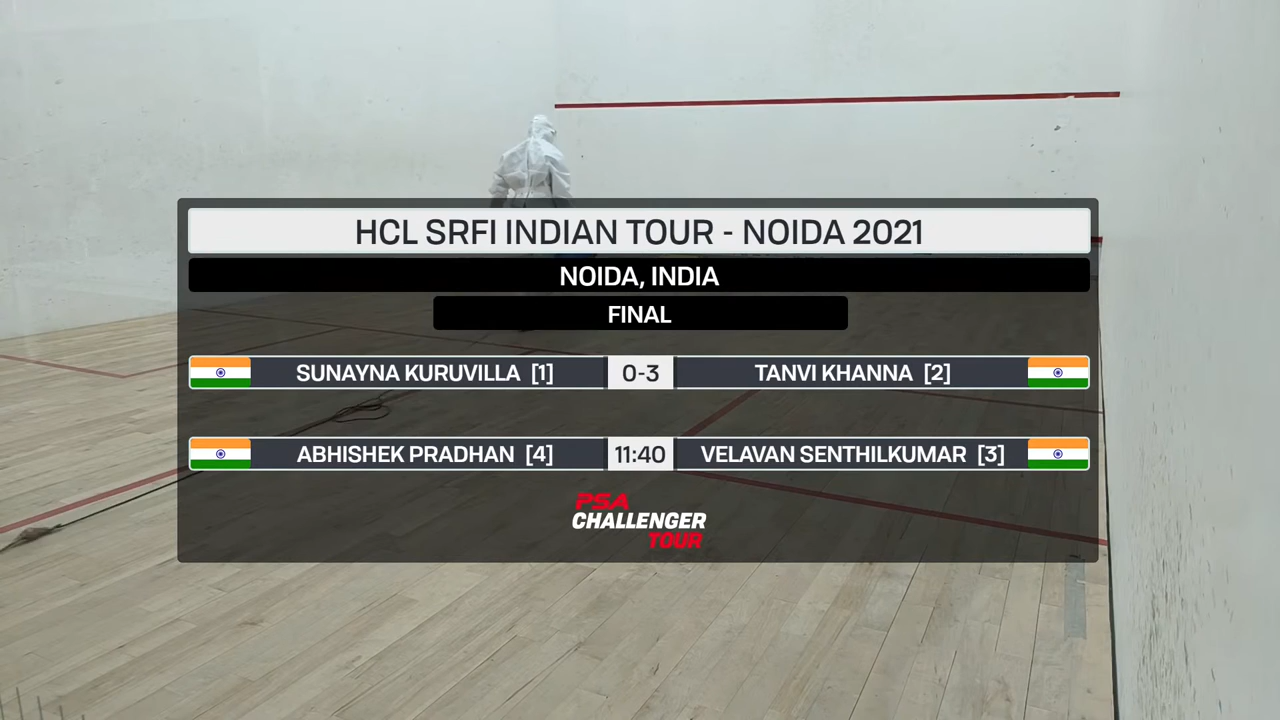 HCL SRFI INDIAN TOUR - NOIDA 2021
NOIDA, INDIA
FINAL
SUNAYNA KURUVILLA [1] 0-3 TANVI KHANNA [2]
ABHISHEK PRADHAN [4] 11:40 VELAVAN SENTHILKUMAR [3]
PSA
CHALLENGER
TOUR